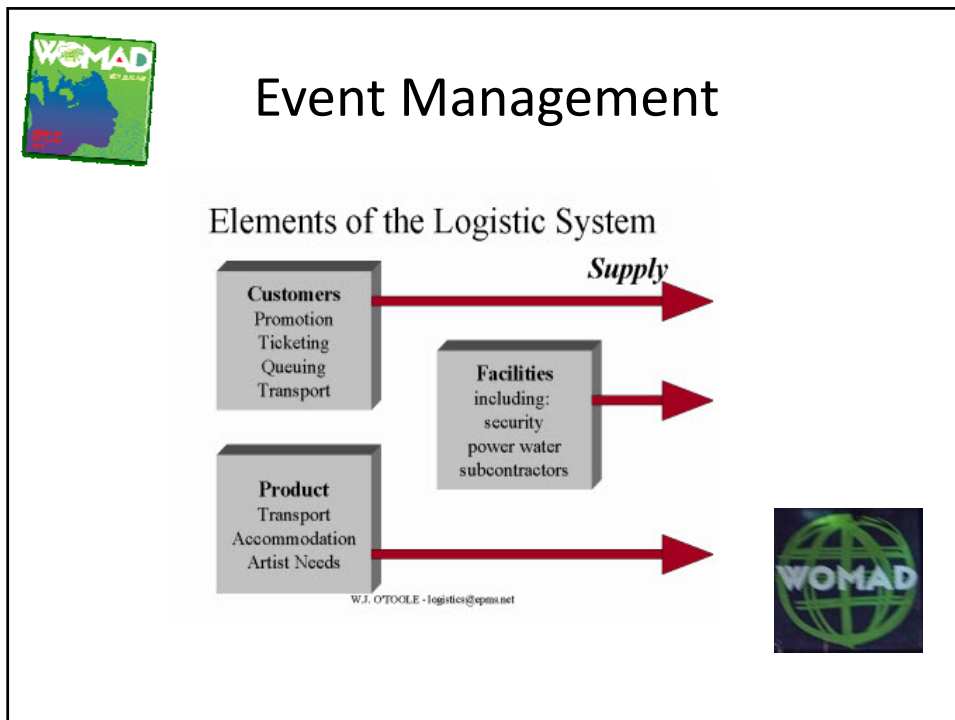 WOMAD
Event Management
Elements of the Logistic System
Supply
Customers
Promotion
Ticketing
Queuing
Transport
Facilities
including:
security
power water
subcontractors
Product
Transport
Accommodation
Artist Needs
W.J. O'TOOLE - logistics@epms.net
WOMAD